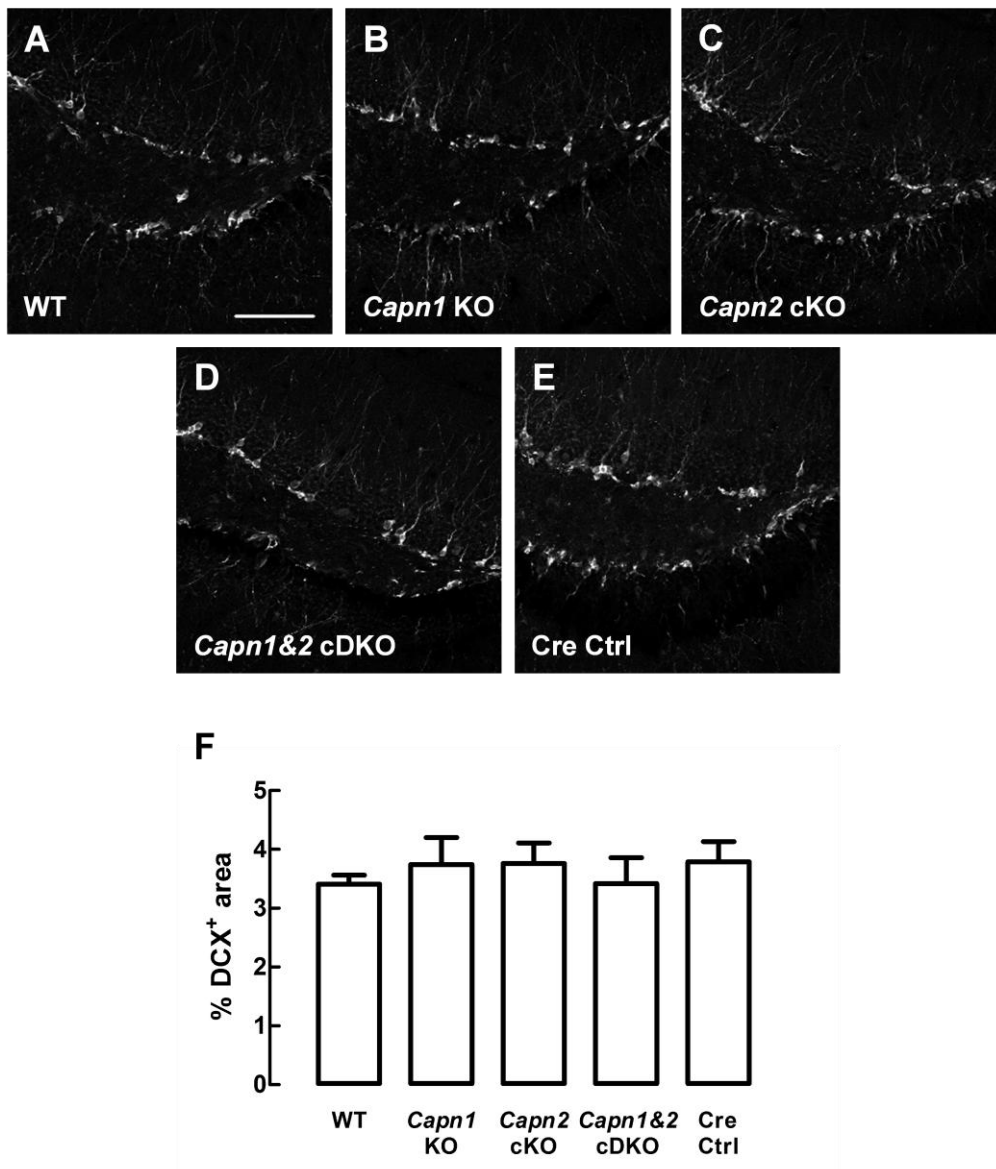 A
WT
B
Capn1 KO
C
Capn2 cKO
D
Capn1&2 cDKO
E
Cre Ctrl
F
% DCX+ area
5
4
3
2
1
0
WT
Capn1
KO
Capn2
cKO
Capn1&2
cDKO
Cre
Ctrl